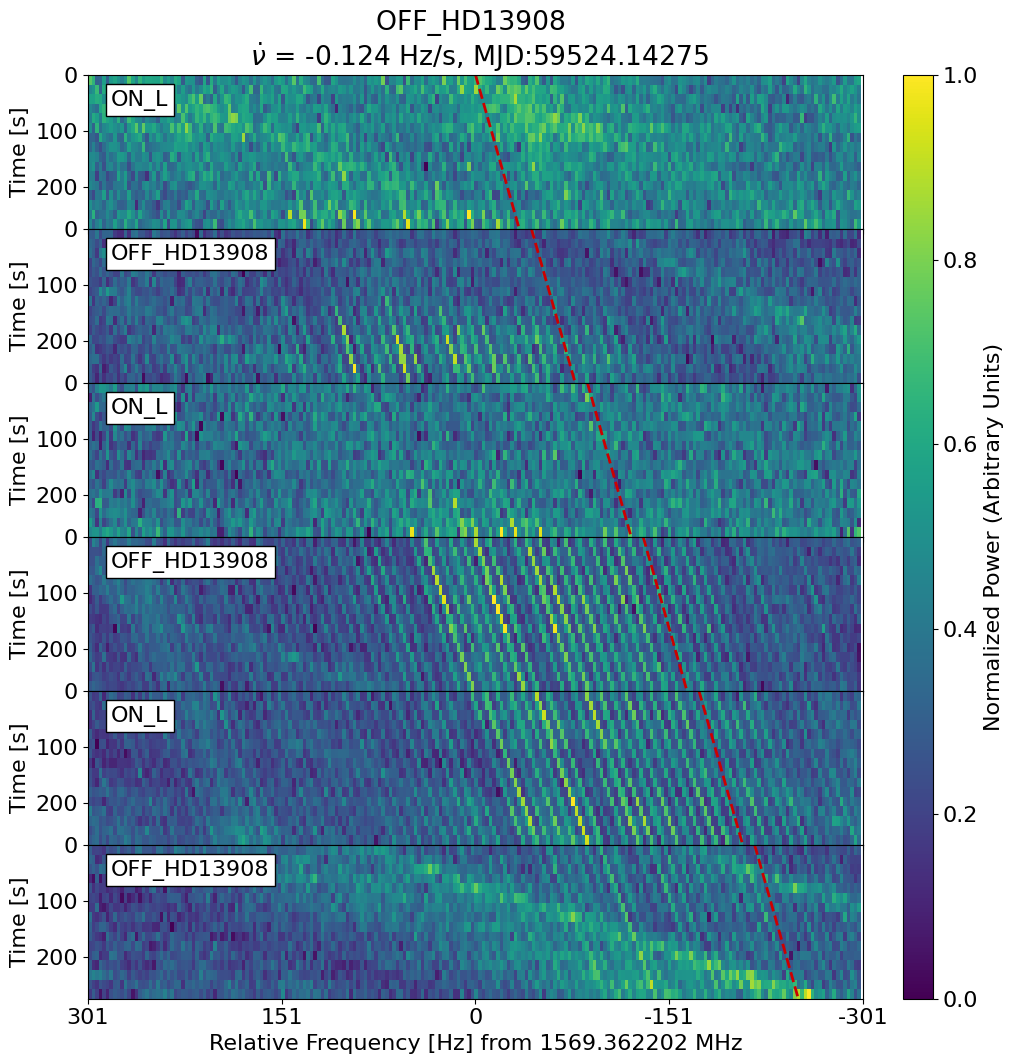 OFF_HD13908
ν̇ = -0.124 Hz/s, MJD:59524.14275
0
ON_L
100
Time [s]
200
0
OFF_HD13908
100
Time [s]
200
0
ON_L
100
Time [s]
200
0
OFF_HD13908
100
Time [s]
200
0
ON_L
100
Time [s]
200
0
OFF_HD13908
100
Time [s]
200
301 151 0 -151 -301
Relative Frequency [Hz] from 1569.362202 MHz
1.0
0.8
0.6
0.4
0.2
0.0
Normalized Power (Arbitrary Units)